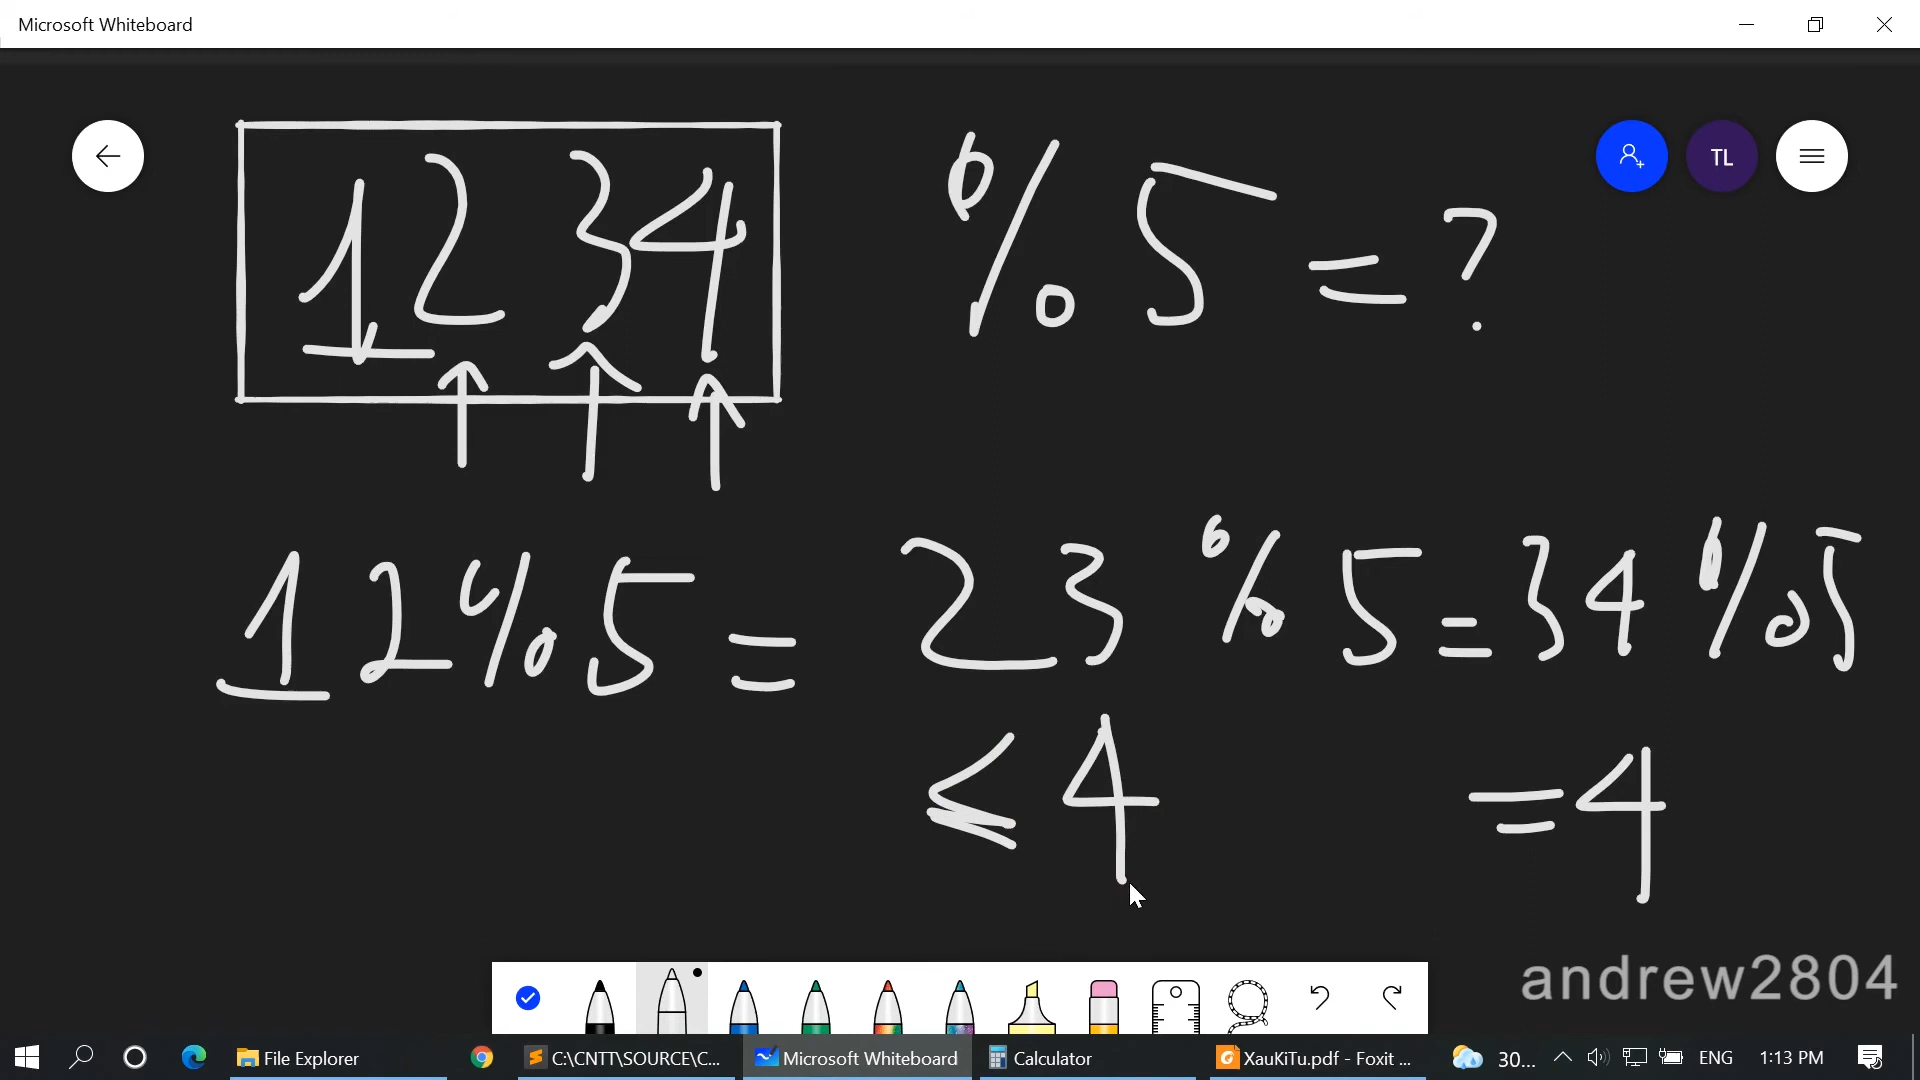 Microsoft Whiteboard
TL
1234 % 5 = ?
12 % 5 = 23 % 5 = 34 % 5
≤ 4 = 4
andrew2804
File Explorer
C:\CNTT\SOURCE\C...
Microsoft Whiteboard
Calculator
XauKiTu.pdf - Foxit ...
30...
ENG
1:13 PM